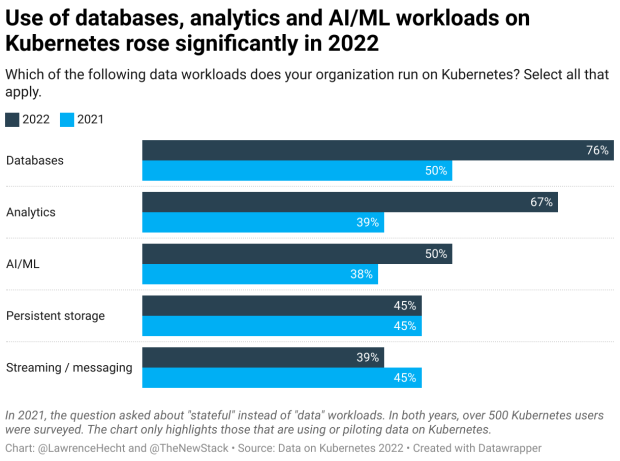 Use of databases, analytics and AI/ML workloads on
Kubernetes rose significantly in 2022
Which of the following data workloads does your organization run on Kubernetes? Select all that
apply.
2022 2021
Databases
76%
50%
Analytics
67%
39%
AI/ML
50%
38%
Persistent storage
45%
45%
Streaming / messaging
39%
45%
In 2021, the question asked about "stateful" instead of "data" workloads. In both years, over 500 Kubernetes users
were surveyed. The chart only highlights those that are using or piloting data on Kubernetes.
Chart: @LawrenceHecht and @TheNewStack • Source: Data on Kubernetes 2022 • Created with Datawrapper